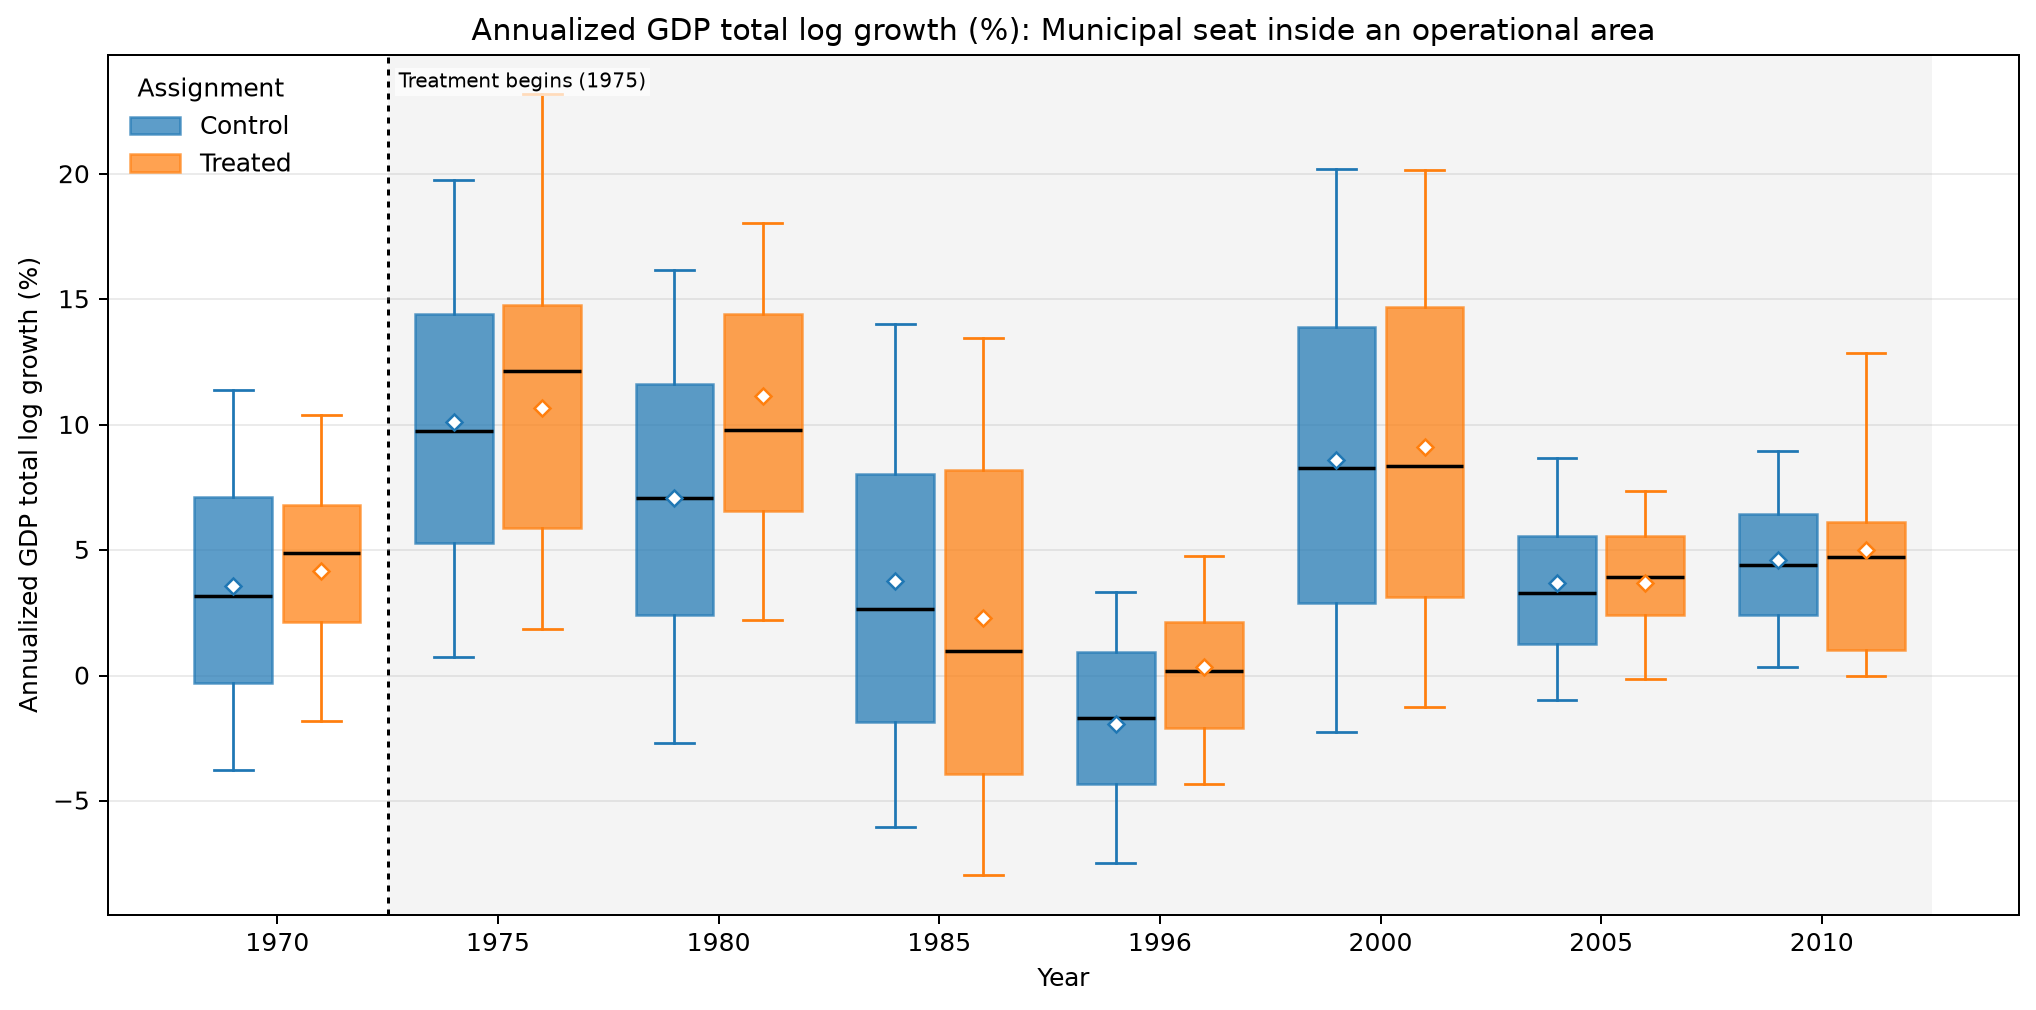 Annualized GDP total log growth (%): Municipal seat inside an operational area
Treatment begins (1975)
Assignment
Control
Treated
Annualized GDP total log growth (%)
20
15
10
5
0
−5
1970
1975
1980
1985
1996
2000
2005
2010
Year